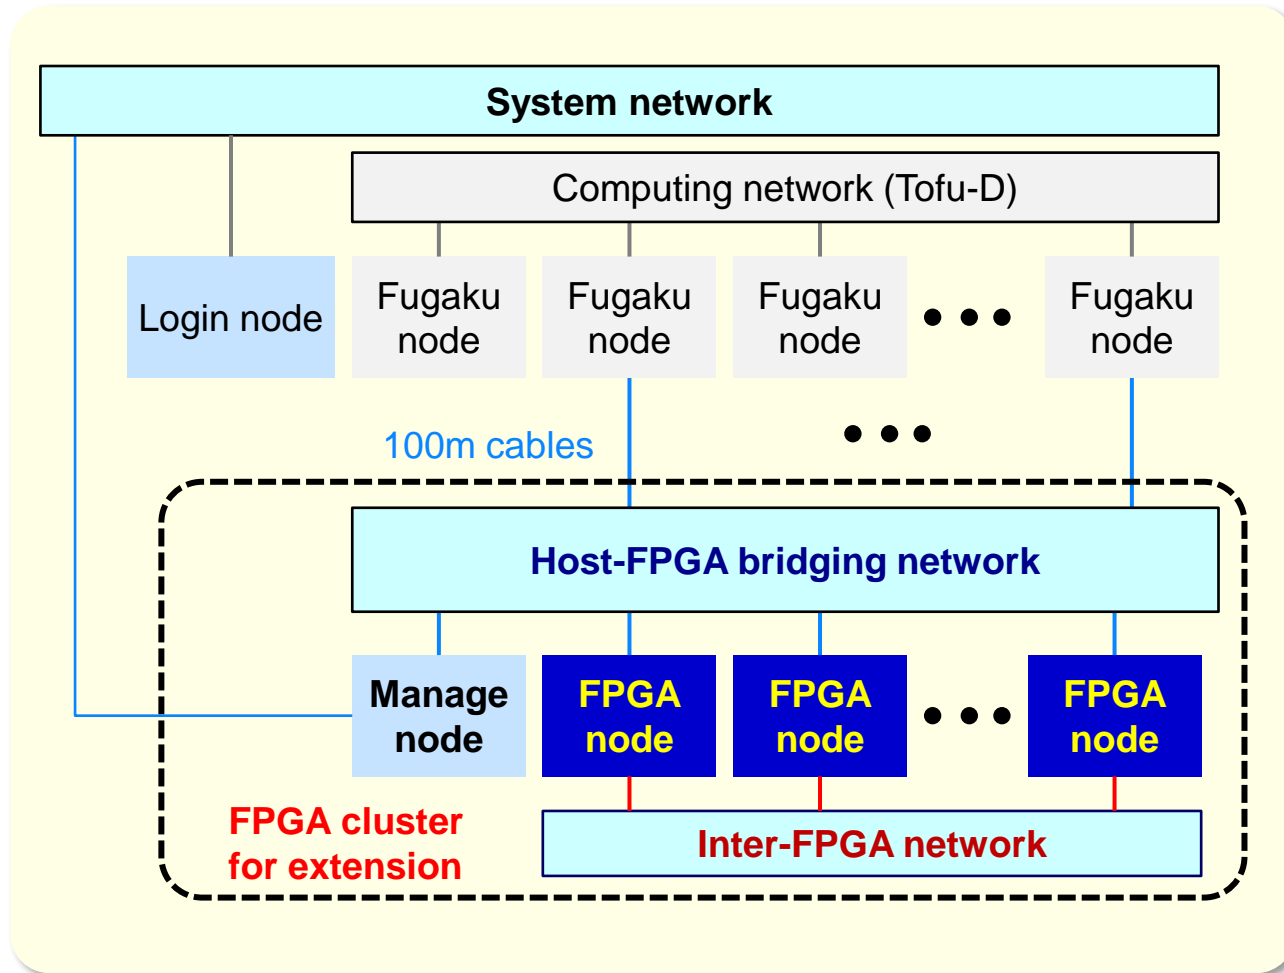 System network
Computing network (Tofu-D)
Login node
Fugaku
node
Fugaku
node
Fugaku
node
Fugaku
node
100m cables
Host-FPGA bridging network
Manage
node
FPGA
node
FPGA
node
FPGA
node
FPGA cluster
for extension
Inter-FPGA network